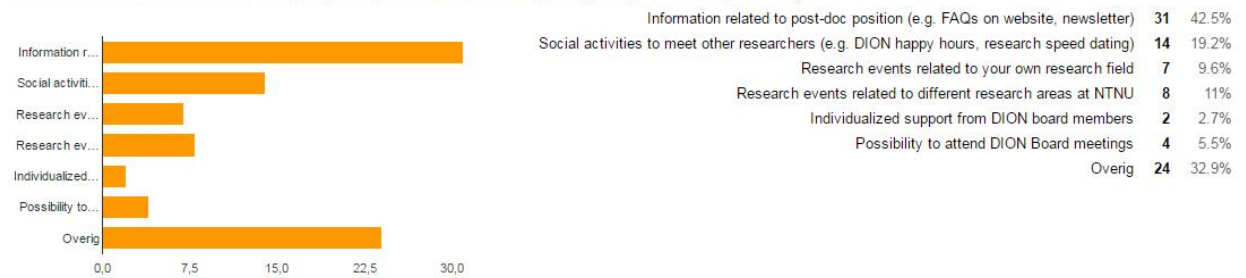 Information r...
Social activiti...
Research ev...
Research ev...
Individualized...
Possibility to...
Overig
0,0 7,5 15,0 22,5 30,0
Information related to post-doc position (e.g. FAQs on website, newsletter) 31 42.5%
Social activities to meet other researchers (e.g. DION happy hours, research speed dating) 14 19.2%
Research events related to your own research field 7 9.6%
Research events related to different research areas at NTNU 8 11%
Individualized support from DION board members 2 2.7%
Possibility to attend DION Board meetings 4 5.5%
Overig 24 32.9%